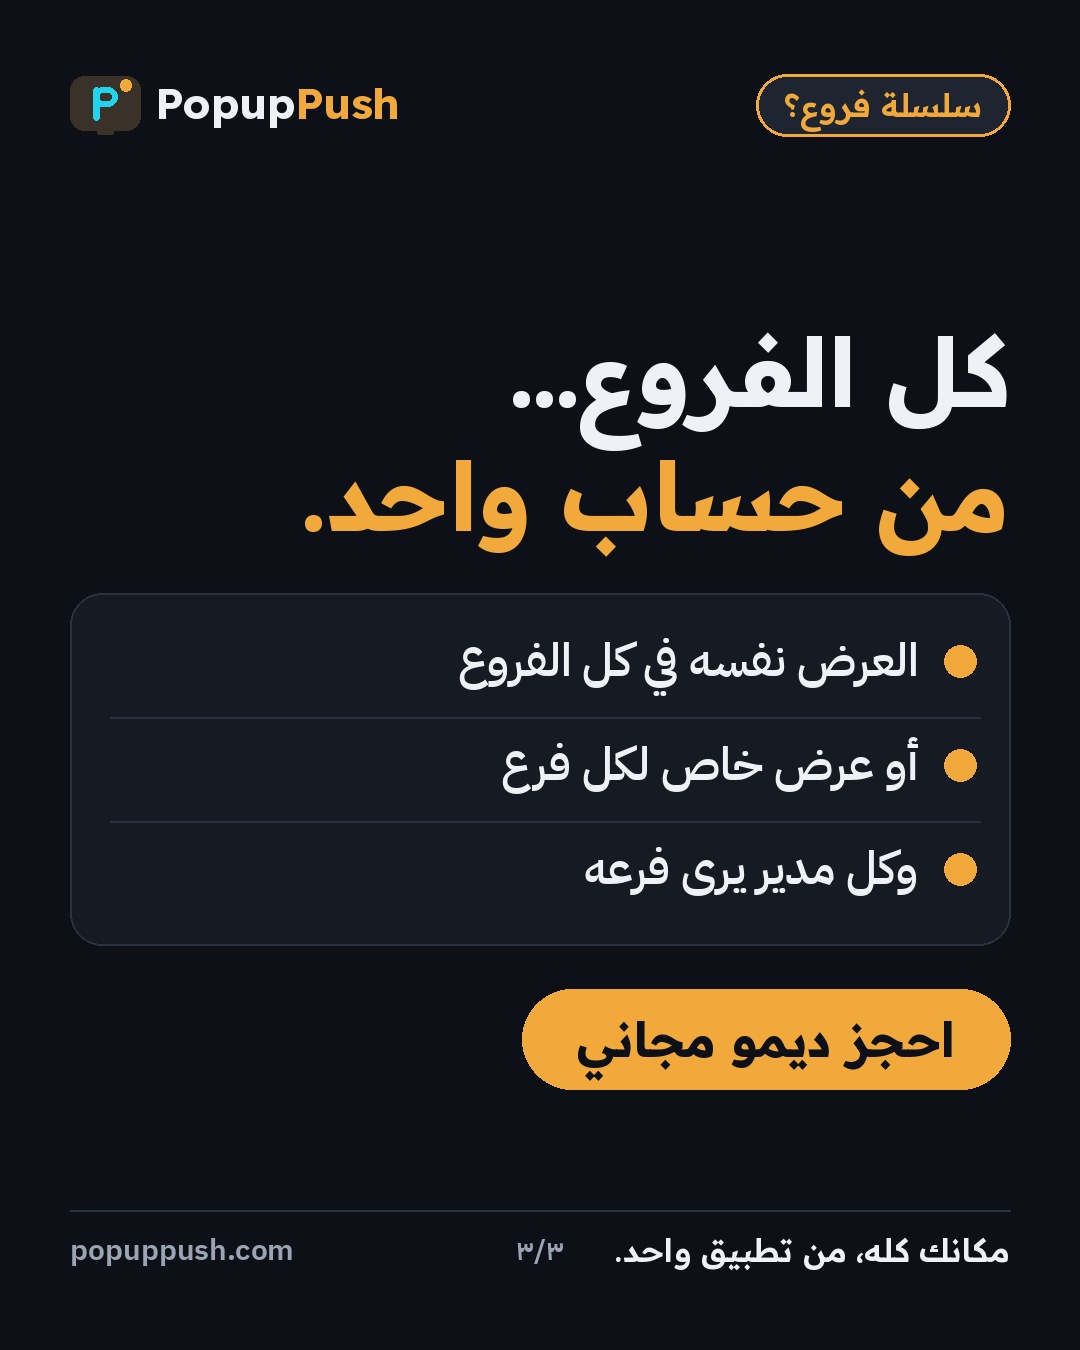 PopupPush
سلسلة فروع؟
كل الفروع...
من حساب واحد.
العرض نفسه في كل الفروع
أو عرض خاص لكل فرع
وكل مدير يرى فرعه
احجز ديمو مجاني
مكانك كله، من تطبيق واحد.
٣/٣
popuppush.com